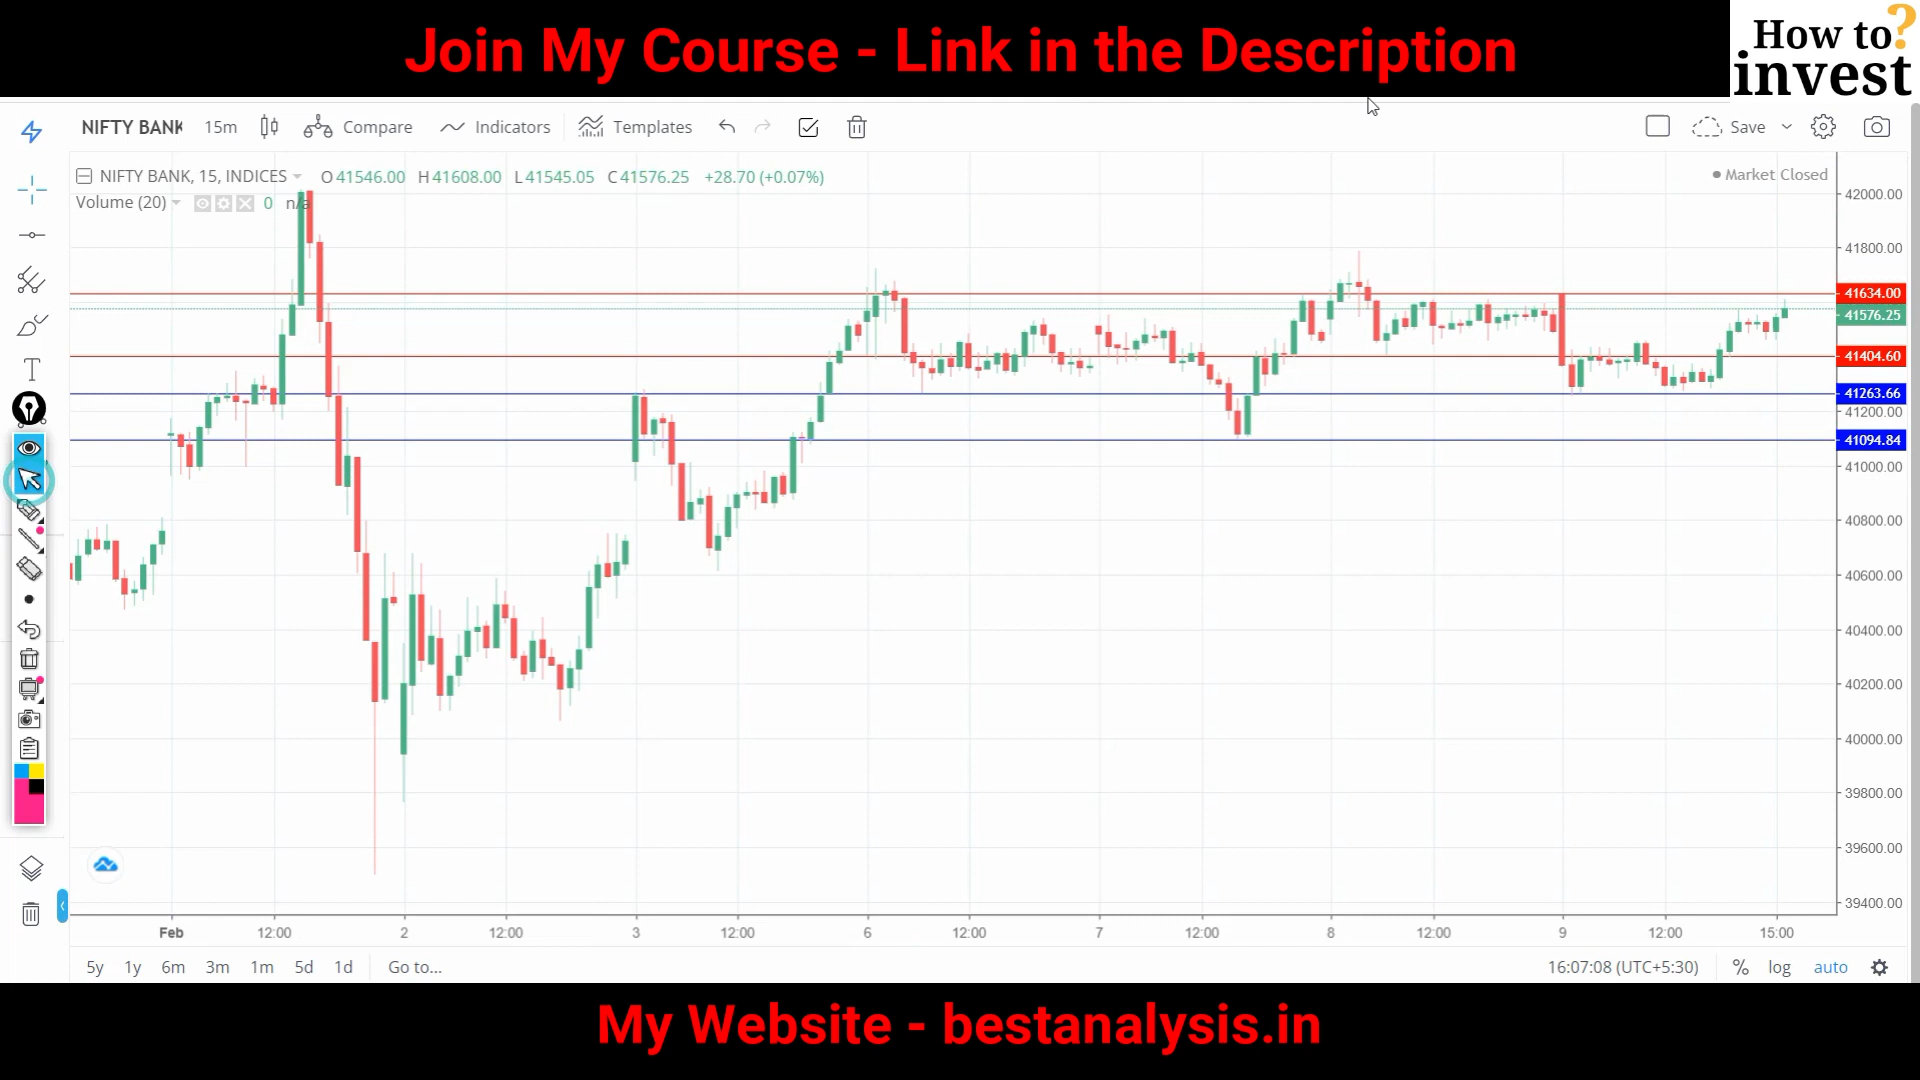 Join My Course - Link in the Description
How to?
invest
NIFTY BANK 15m Compare Indicators Templates Save
NIFTY BANK, 15, INDICES O41546.00 H41608.00 L41545.05 C41576.25 +28.70 (+0.07%)
Market Closed
Volume (20) 0 n/a
42000.00
41800.00
41634.00
41576.25
41404.60
41263.66
41200.00
41094.84
41000.00
40800.00
40600.00
40400.00
40200.00
40000.00
39800.00
39600.00
39400.00
T
Feb 12:00 2 12:00 3 12:00 6 12:00 7 12:00 8 12:00 9 12:00 15:00
5y 1y 6m 3m 1m 5d 1d Go to... 16:07:08 (UTC+5:30) % log auto
My Website - bestanalysis.in